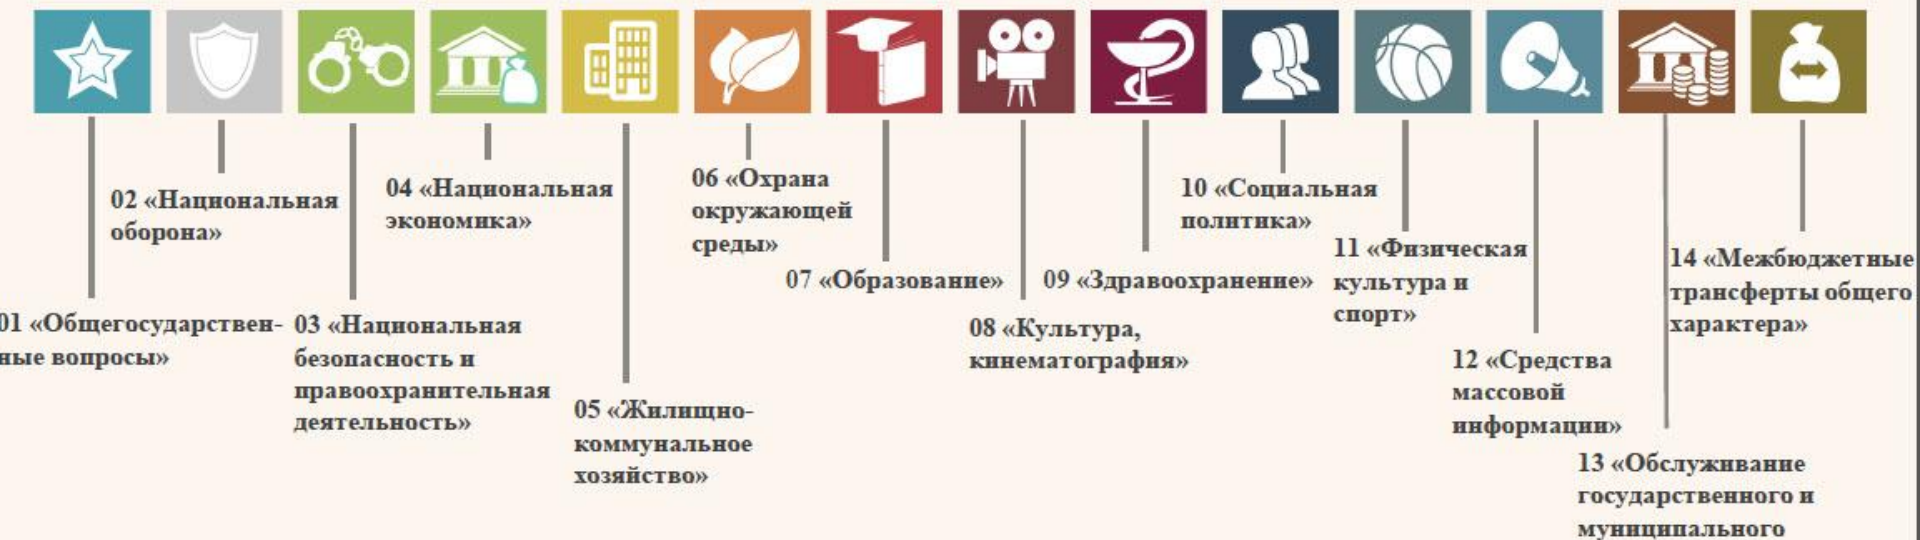 01 «Общегосударствен-
ные вопросы»
02 «Национальная
оборона»
03 «Национальная
безопасность и
правоохранительная
деятельность»
04 «Национальная
экономика»
05 «Жилищно-
коммунальное
хозяйство»
06 «Охрана
окружающей
среды»
07 «Образование»
08 «Культура,
кинематография»
09 «Здравоохранение»
10 «Социальная
политика»
11 «Физическая
культура и
спорт»
12 «Средства
массовой
информации»
13 «Обслуживание
государственного и
муниципального
14 «Межбюджетные
трансферты общего
характера»